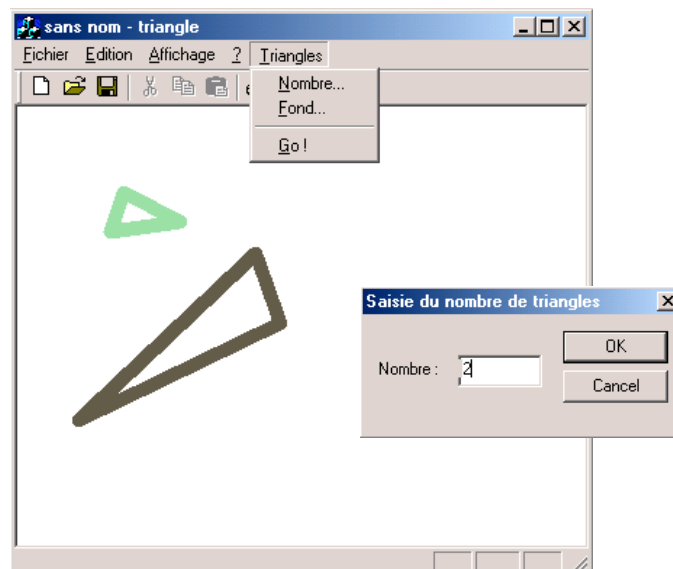 sans nom - triangle
Fichier Edition Affichage ? Triangles
Nombre...
Fond...
Go !
Saisie du nombre de triangles
OK
Nombre : 2
Cancel